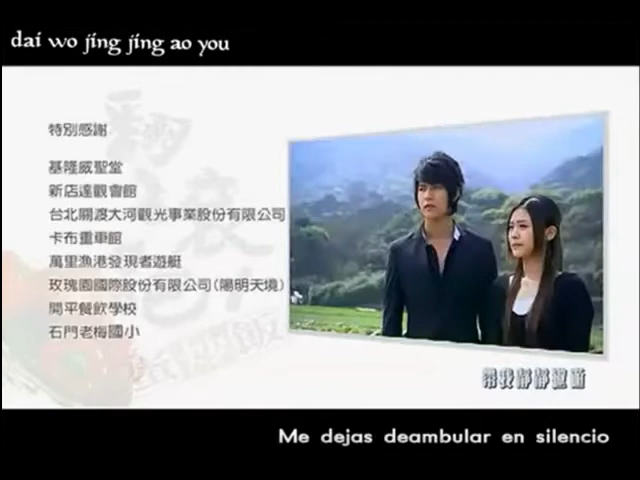 dai wo jing jing ao you
特別感謝
基隆威聖堂
新店達觀會館
台北關渡大河觀光事業股份有限公司
卡布重車館
萬里漁港發現者遊艇
玫瑰園國際股份有限公司(陽明天境)
開平餐飲學校
石門老梅國小
帶我靜靜遨遊
Me dejas deambular en silencio